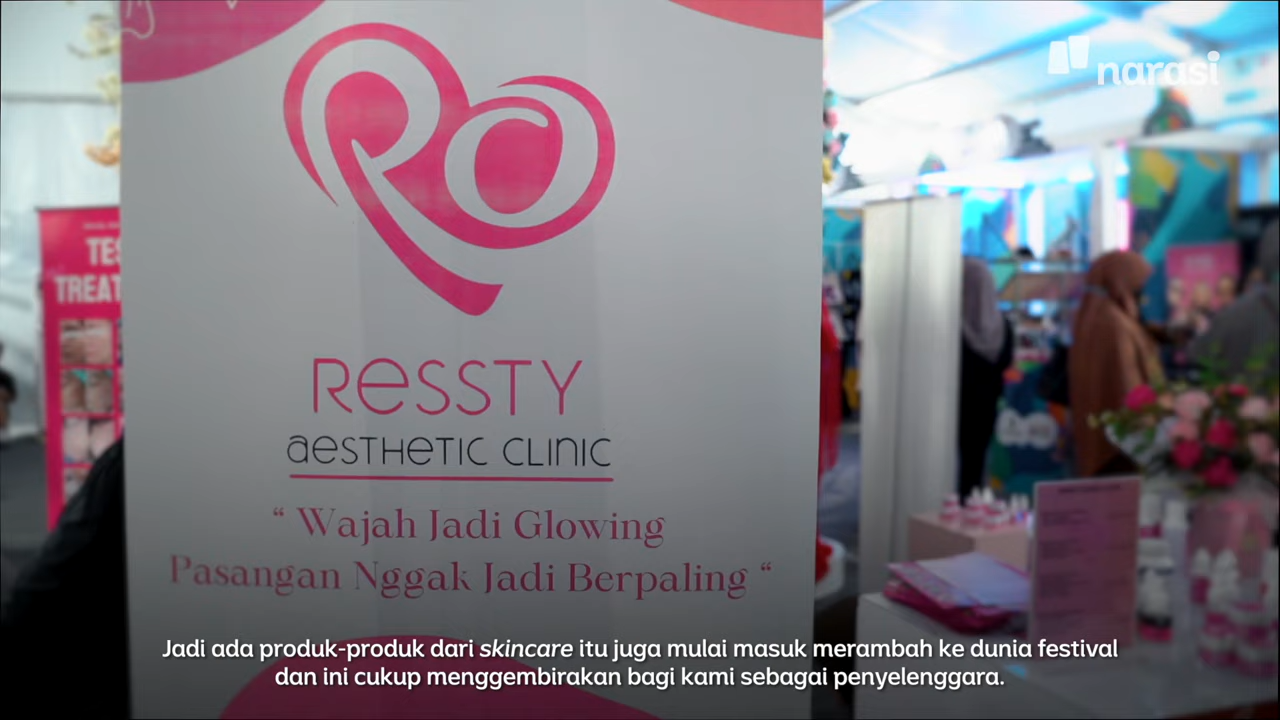 narasi
RO
RESSTY
aesthetic clinic
“ Wajah Jadi Glowing
Pasangan Nggak Jadi Berpaling “
Jadi ada produk-produk dari skincare itu juga mulai masuk merambah ke dunia festival
dan ini cukup menggembirakan bagi kami sebagai penyelenggara.